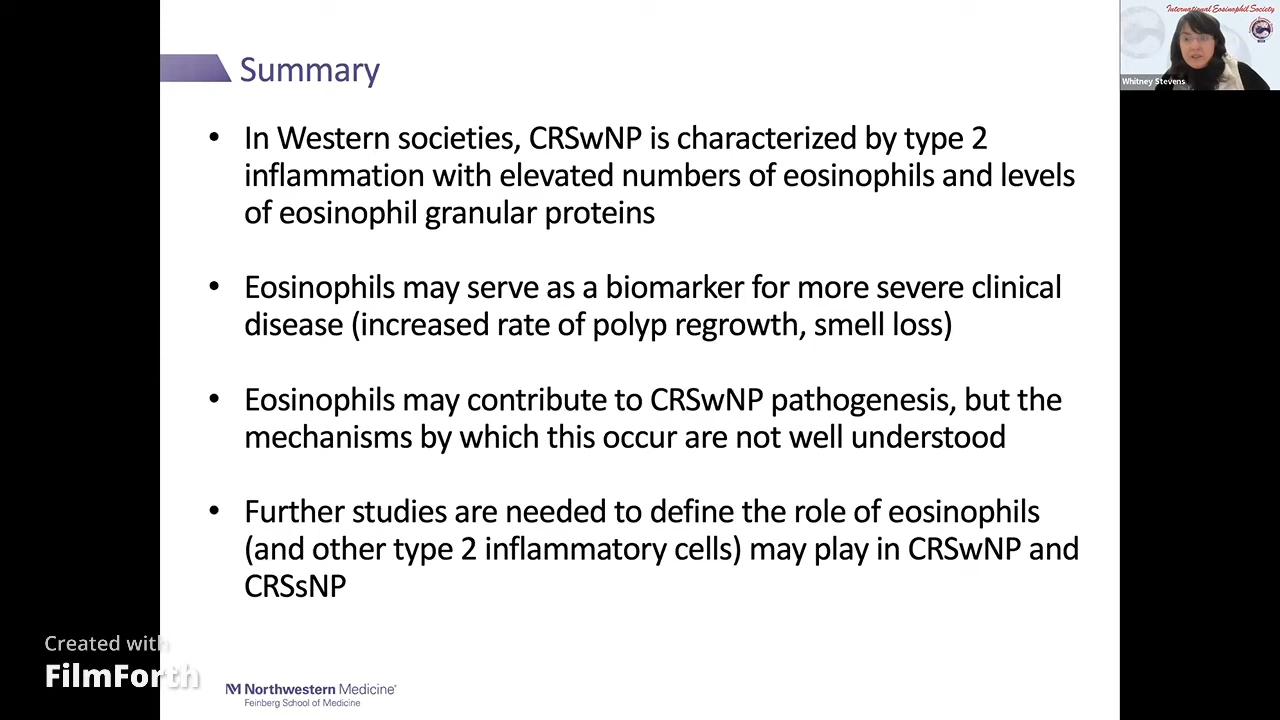 International Eosinophil Society
Whitney Stevens
Summary
• In Western societies, CRSwNP is characterized by type 2
inflammation with elevated numbers of eosinophils and levels
of eosinophil granular proteins
• Eosinophils may serve as a biomarker for more severe clinical
disease (increased rate of polyp regrowth, smell loss)
• Eosinophils may contribute to CRSwNP pathogenesis, but the
mechanisms by which this occur are not well understood
• Further studies are needed to define the role of eosinophils
(and other type 2 inflammatory cells) may play in CRSwNP and
CRSsNP
Created with
FilmForth
NM Northwestern Medicine®
Feinberg School of Medicine